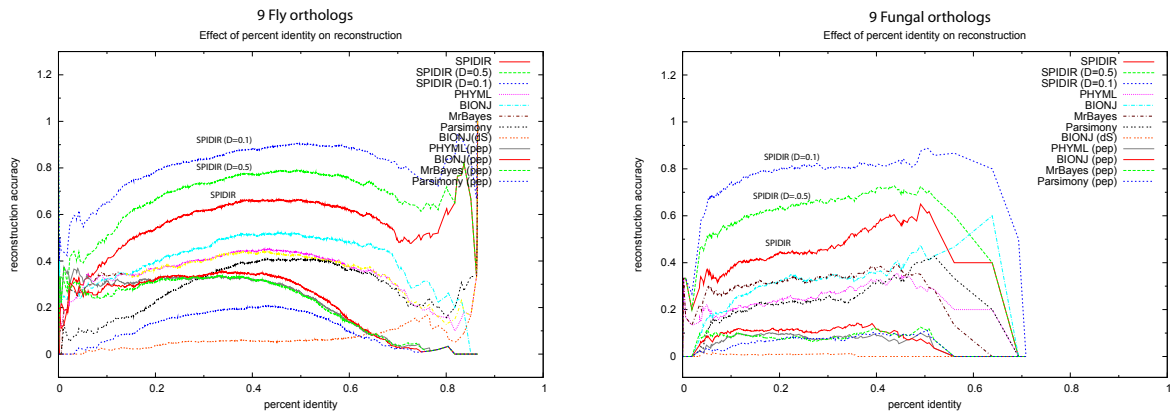 9 Fly orthologs
Effect of percent identity on reconstruction
1.2
1
0.8
0.6
0.4
0.2
0
0
0.2
0.4
0.6
0.8
1
reconstruction accuracy
percent identity
SPIDIR (D=0.1)
SPIDIR (D=0.5)
SPIDIR
SPIDIR
SPIDIR (D=0.5)
SPIDIR (D=0.1)
PHYML
BIONJ
MrBayes
Parsimony
BIONJ(dS)
PHYML(pep)
BIONJ(pep)
MrBayes (pep)
Parsimony (pep)
9 Fungal orthologs
Effect of percent identity on reconstruction
1.2
1
0.8
0.6
0.4
0.2
0
0
0.2
0.4
0.6
0.8
1
reconstruction accuracy
percent identity
SPIDIR (D=0.1)
SPIDIR (D=.0.5)
SPIDIR
SPIDIR
SPIDIR (D=0.5)
SPIDIR (D=0.1)
PHYML
BIONJ
MrBayes
Parsimony
BIONJ (dS)
PHYML (pep)
BIONJ (pep)
MrBayes (pep)
Parsimony (pep)